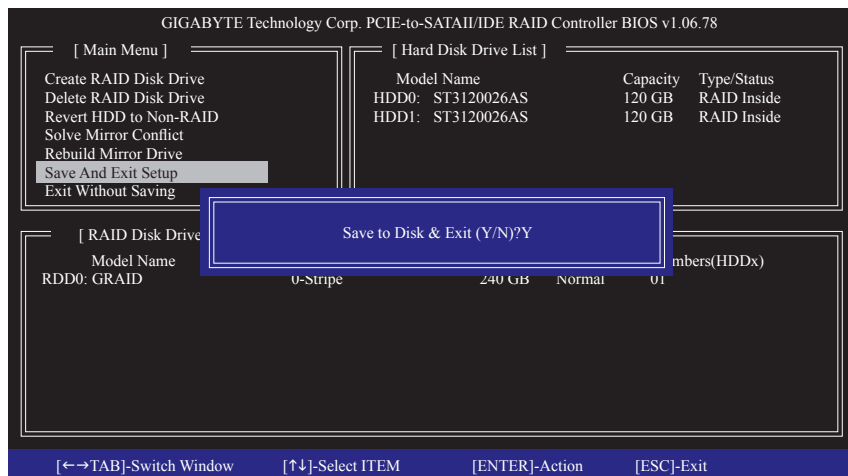 GIGABYTE Technology Corp. PCIE-to-SATAII/IDE RAID Controller BIOS v1.06.78
[ Main Menu ]
Create RAID Disk Drive
Delete RAID Disk Drive
Revert HDD to Non-RAID
Solve Mirror Conflict
Rebuild Mirror Drive
Save And Exit Setup
Exit Without Saving
[ Hard Disk Drive List ]
Model Name Capacity Type/Status
HDD0: ST3120026AS 120 GB RAID Inside
HDD1: ST3120026AS 120 GB RAID Inside
Save to Disk & Exit (Y/N)?Y
[ RAID Disk Drive
Model Name mbers(HDDx)
RDD0: GRAID 0-Stripe 240 GB Normal 01
[←→TAB]-Switch Window [↑↓]-Select ITEM [ENTER]-Action [ESC]-Exit